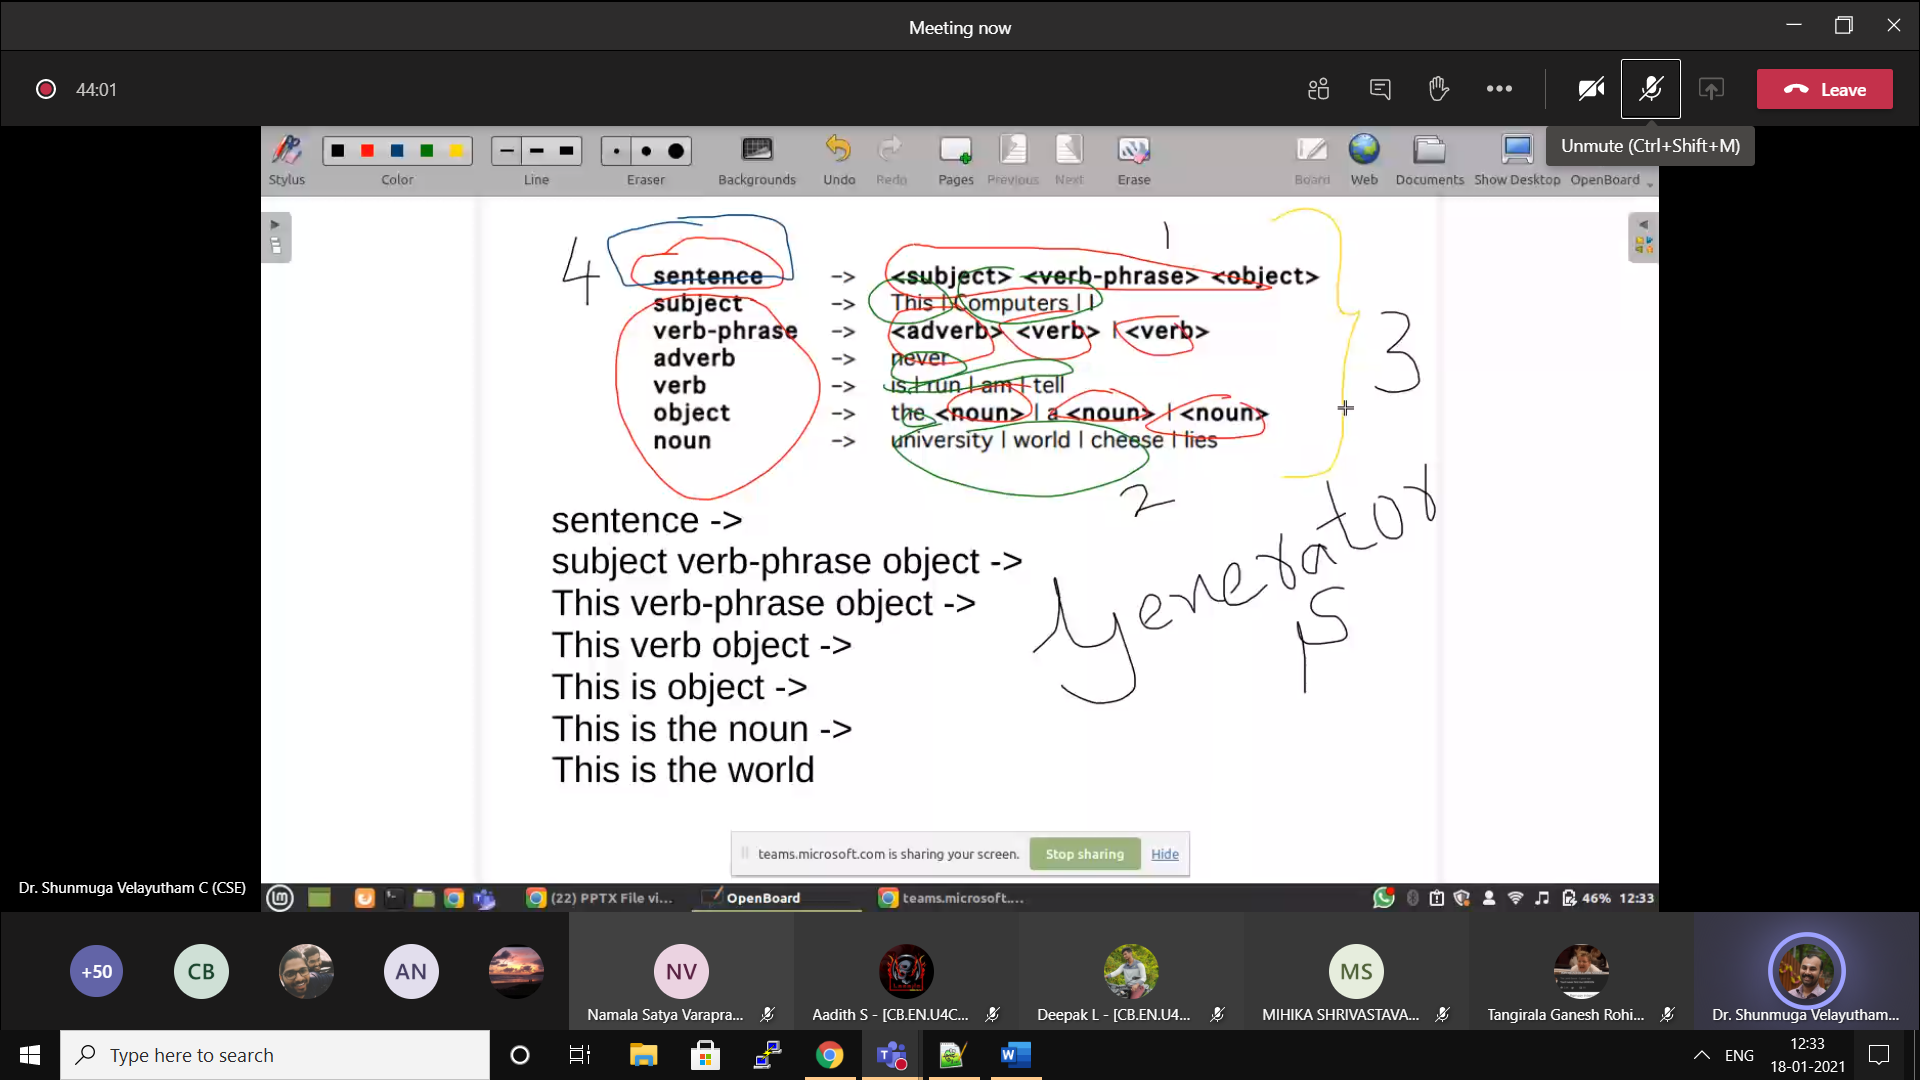 Meeting now
44:01
Leave
Unmute (Ctrl+Shift+M)
Stylus Color Line Eraser Backgrounds Undo Redo Pages Previous Next Erase Board Web Documents Show Desktop OpenBoard
1
4
sentence -> <subject> <verb-phrase> <object>
subject -> This | Computers | I
verb-phrase -> <adverb> <verb> | <verb>
adverb -> never
verb -> is | run | am | tell
object -> the <noun> | a <noun> | <noun>
noun -> university | world | cheese | lies
3
2
sentence ->
subject verb-phrase object ->
This verb-phrase object ->
This verb object ->
This is object ->
This is the noun ->
This is the world
Generator
teams.microsoft.com is sharing your screen. Stop sharing Hide
Dr. Shunmuga Velayutham C (CSE)
(22) PPTX File vi... OpenBoard teams.microsoft.... 46% 12:33
+50 CB AN NV MS
Namala Satya Varapra... Aadith S - [CB.EN.U4C... Deepak L - [CB.EN.U4... MIHIKA SHRIVASTAVA... Tangirala Ganesh Rohi... Dr. Shunmuga Velayutham...
Type here to search
ENG
12:33
18-01-2021